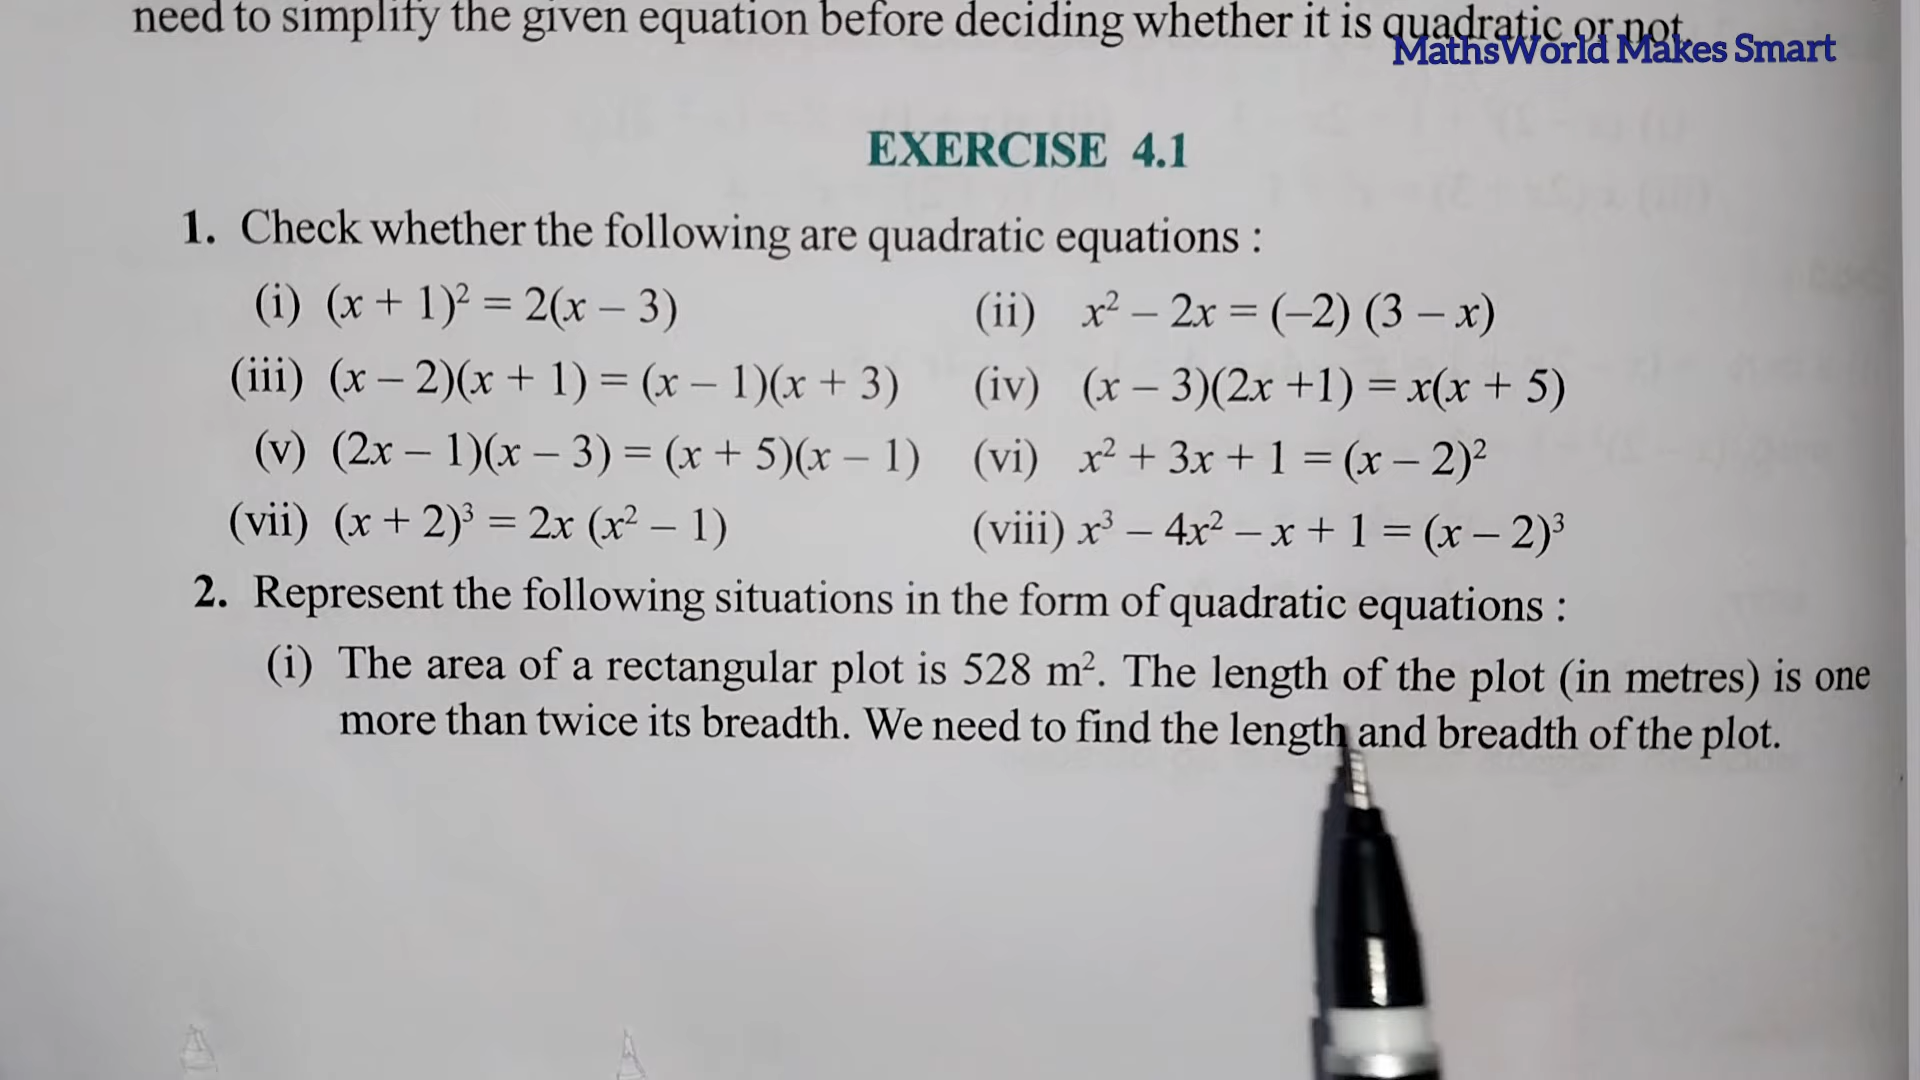 need to simplify the given equation before deciding whether it is quadratic or not.
MathsWorld Makes Smart
EXERCISE 4.1
1. Check whether the following are quadratic equations :
(i) (x + 1)² = 2(x – 3) (ii) x² – 2x = (–2) (3 – x)
(iii) (x – 2)(x + 1) = (x – 1)(x + 3) (iv) (x – 3)(2x +1) = x(x + 5)
(v) (2x – 1)(x – 3) = (x + 5)(x – 1) (vi) x² + 3x + 1 = (x – 2)²
(vii) (x + 2)³ = 2x (x² – 1) (viii) x³ – 4x² – x + 1 = (x – 2)³
2. Represent the following situations in the form of quadratic equations :
(i) The area of a rectangular plot is 528 m². The length of the plot (in metres) is one
more than twice its breadth. We need to find the length and breadth of the plot.